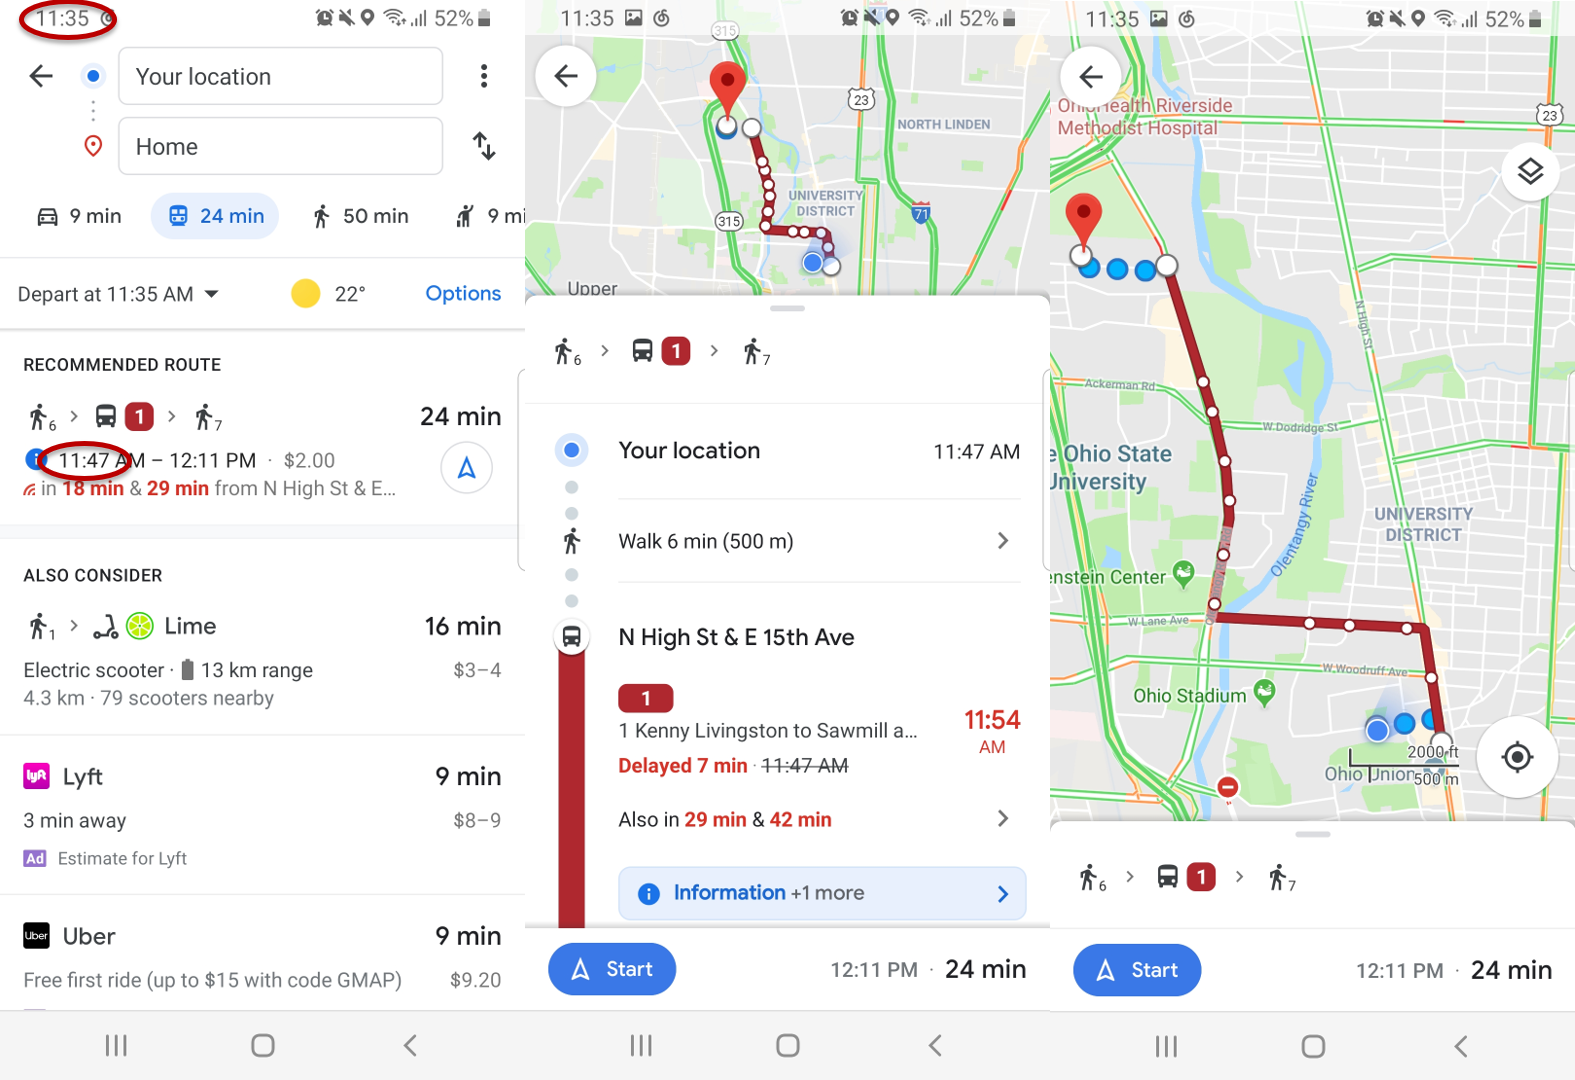 11:35
52%
Your location
Home
9 min
24 min
50 min
9 mi
Depart at 11:35 AM
22°
Options
RECOMMENDED ROUTE
6 > 1 > 7
24 min
11:47 AM – 12:11 PM · $2.00
in 18 min & 29 min from N High St & E...
ALSO CONSIDER
1 > Lime
16 min
Electric scooter · 13 km range
$3–4
4.3 km · 79 scooters nearby
lyft Lyft
9 min
3 min away
$8–9
Ad Estimate for Lyft
Uber Uber
9 min
Free first ride (up to $15 with code GMAP)
$9.20
11:35
52%
315
23
NORTH LINDEN
UNIVERSITY
DISTRICT
315
71
Upper
6 > 1 > 7
Your location
11:47 AM
Walk 6 min (500 m)
N High St & E 15th Ave
1
1 Kenny Livingston to Sawmill a...
11:54
AM
Delayed 7 min · 11:47 AM
Also in 29 min & 42 min
Information +1 more
Start
12:11 PM · 24 min
11:35
52%
OhioHealth Riverside
Methodist Hospital
23
N High St
Ackerman Rd
W Dodridge St
e Ohio State
University
Olentangy River
UNIVERSITY
DISTRICT
enstein Center
W Lane Ave
W Woodruff Ave
Ohio Stadium
2000 ft
Ohio Union
500 m
6 > 1 > 7
Start
12:11 PM · 24 min